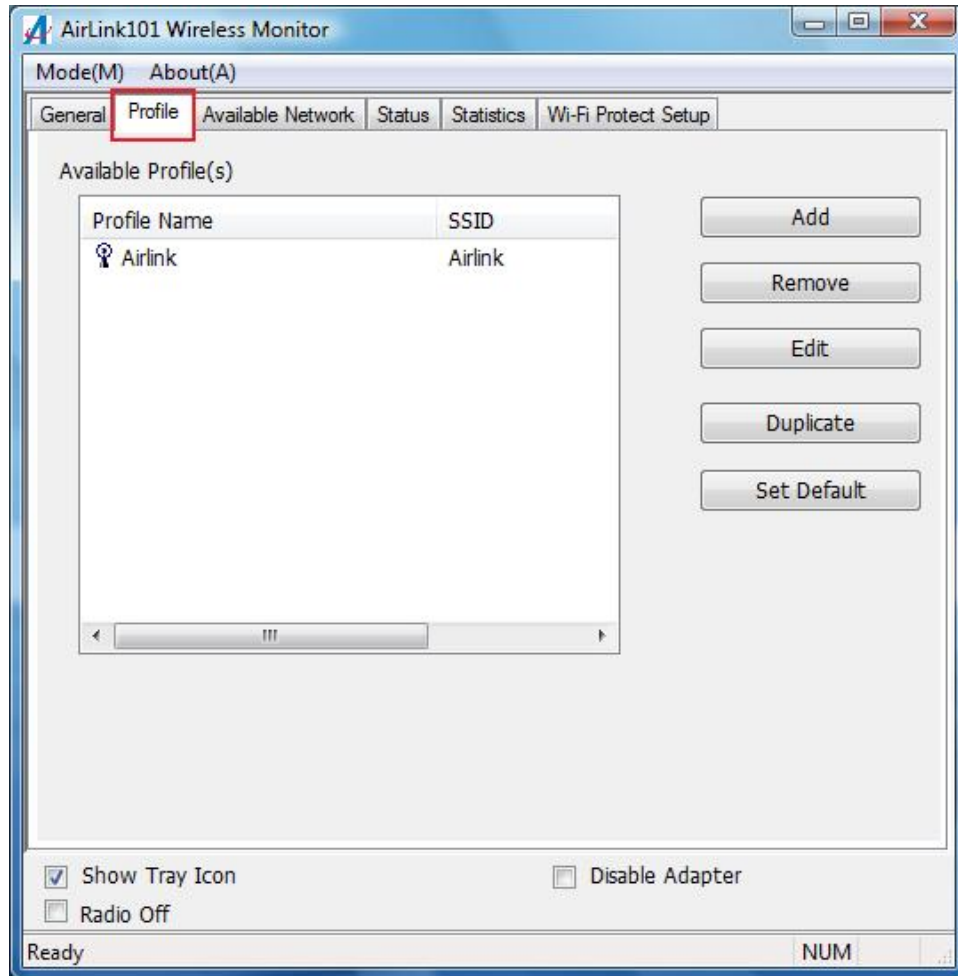 AirLink101 Wireless Monitor
Mode(M) About(A)
General Profile Available Network Status Statistics Wi-Fi Protect Setup
Available Profile(s)
Profile Name SSID
Airlink Airlink
Add
Remove
Edit
Duplicate
Set Default
Show Tray Icon Disable Adapter
Radio Off
Ready NUM